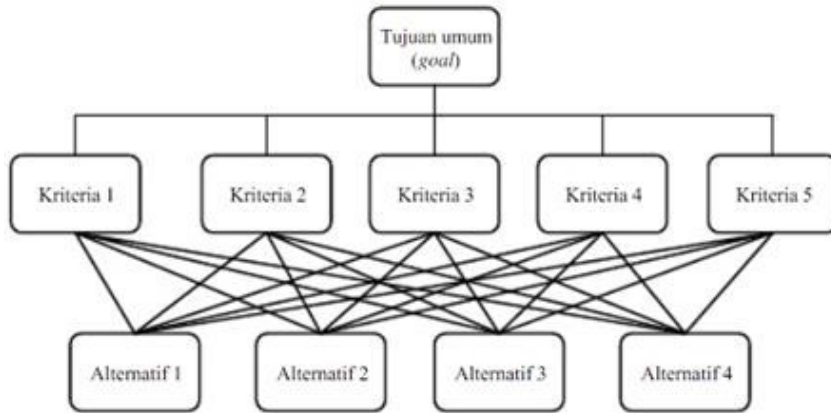 Tujuan umum
(goal)
Kriteria 1
Kriteria 2
Kriteria 3
Kriteria 4
Kriteria 5
Alternatif 1
Alternatif 2
Alternatif 3
Alternatif 4